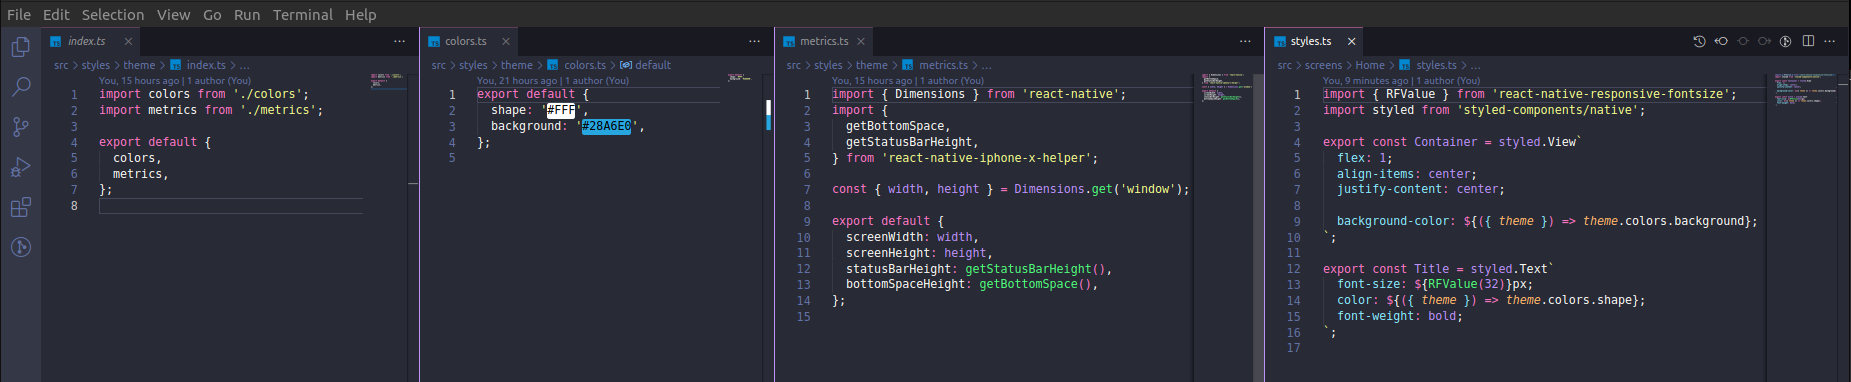 File Edit Selection View Go Run Terminal Help
TS index.ts × ...
src > styles > theme > TS index.ts > ...
You, 15 hours ago | 1 author (You)
1 import colors from './colors';
2 import metrics from './metrics';
3
4 export default {
5 colors,
6 metrics,
7 };
8
TS colors.ts × ...
src > styles > theme > TS colors.ts > default
You, 21 hours ago | 1 author (You)
1 export default {
2 shape: '#FFF',
3 background: '#28A6E0',
4 };
5
TS metrics.ts × ...
src > styles > theme > TS metrics.ts > ...
You, 15 hours ago | 1 author (You)
1 import { Dimensions } from 'react-native';
2 import {
3 getBottomSpace,
4 getStatusBarHeight,
5 } from 'react-native-iphone-x-helper';
6
7 const { width, height } = Dimensions.get('window');
8
9 export default {
10 screenWidth: width,
11 screenHeight: height,
12 statusBarHeight: getStatusBarHeight(),
13 bottomSpaceHeight: getBottomSpace(),
14 };
15
TS styles.ts × ...
src > screens > Home > TS styles.ts > ...
You, 9 minutes ago | 1 author (You)
1 import { RFValue } from 'react-native-responsive-fontsize';
2 import styled from 'styled-components/native';
3
4 export const Container = styled.View`
5 flex: 1;
6 align-items: center;
7 justify-content: center;
8
9 background-color: ${({ theme }) => theme.colors.background};
10 `;
11
12 export const Title = styled.Text`
13 font-size: ${RFValue(32)}px;
14 color: ${({ theme }) => theme.colors.shape};
15 font-weight: bold;
16 `;
17